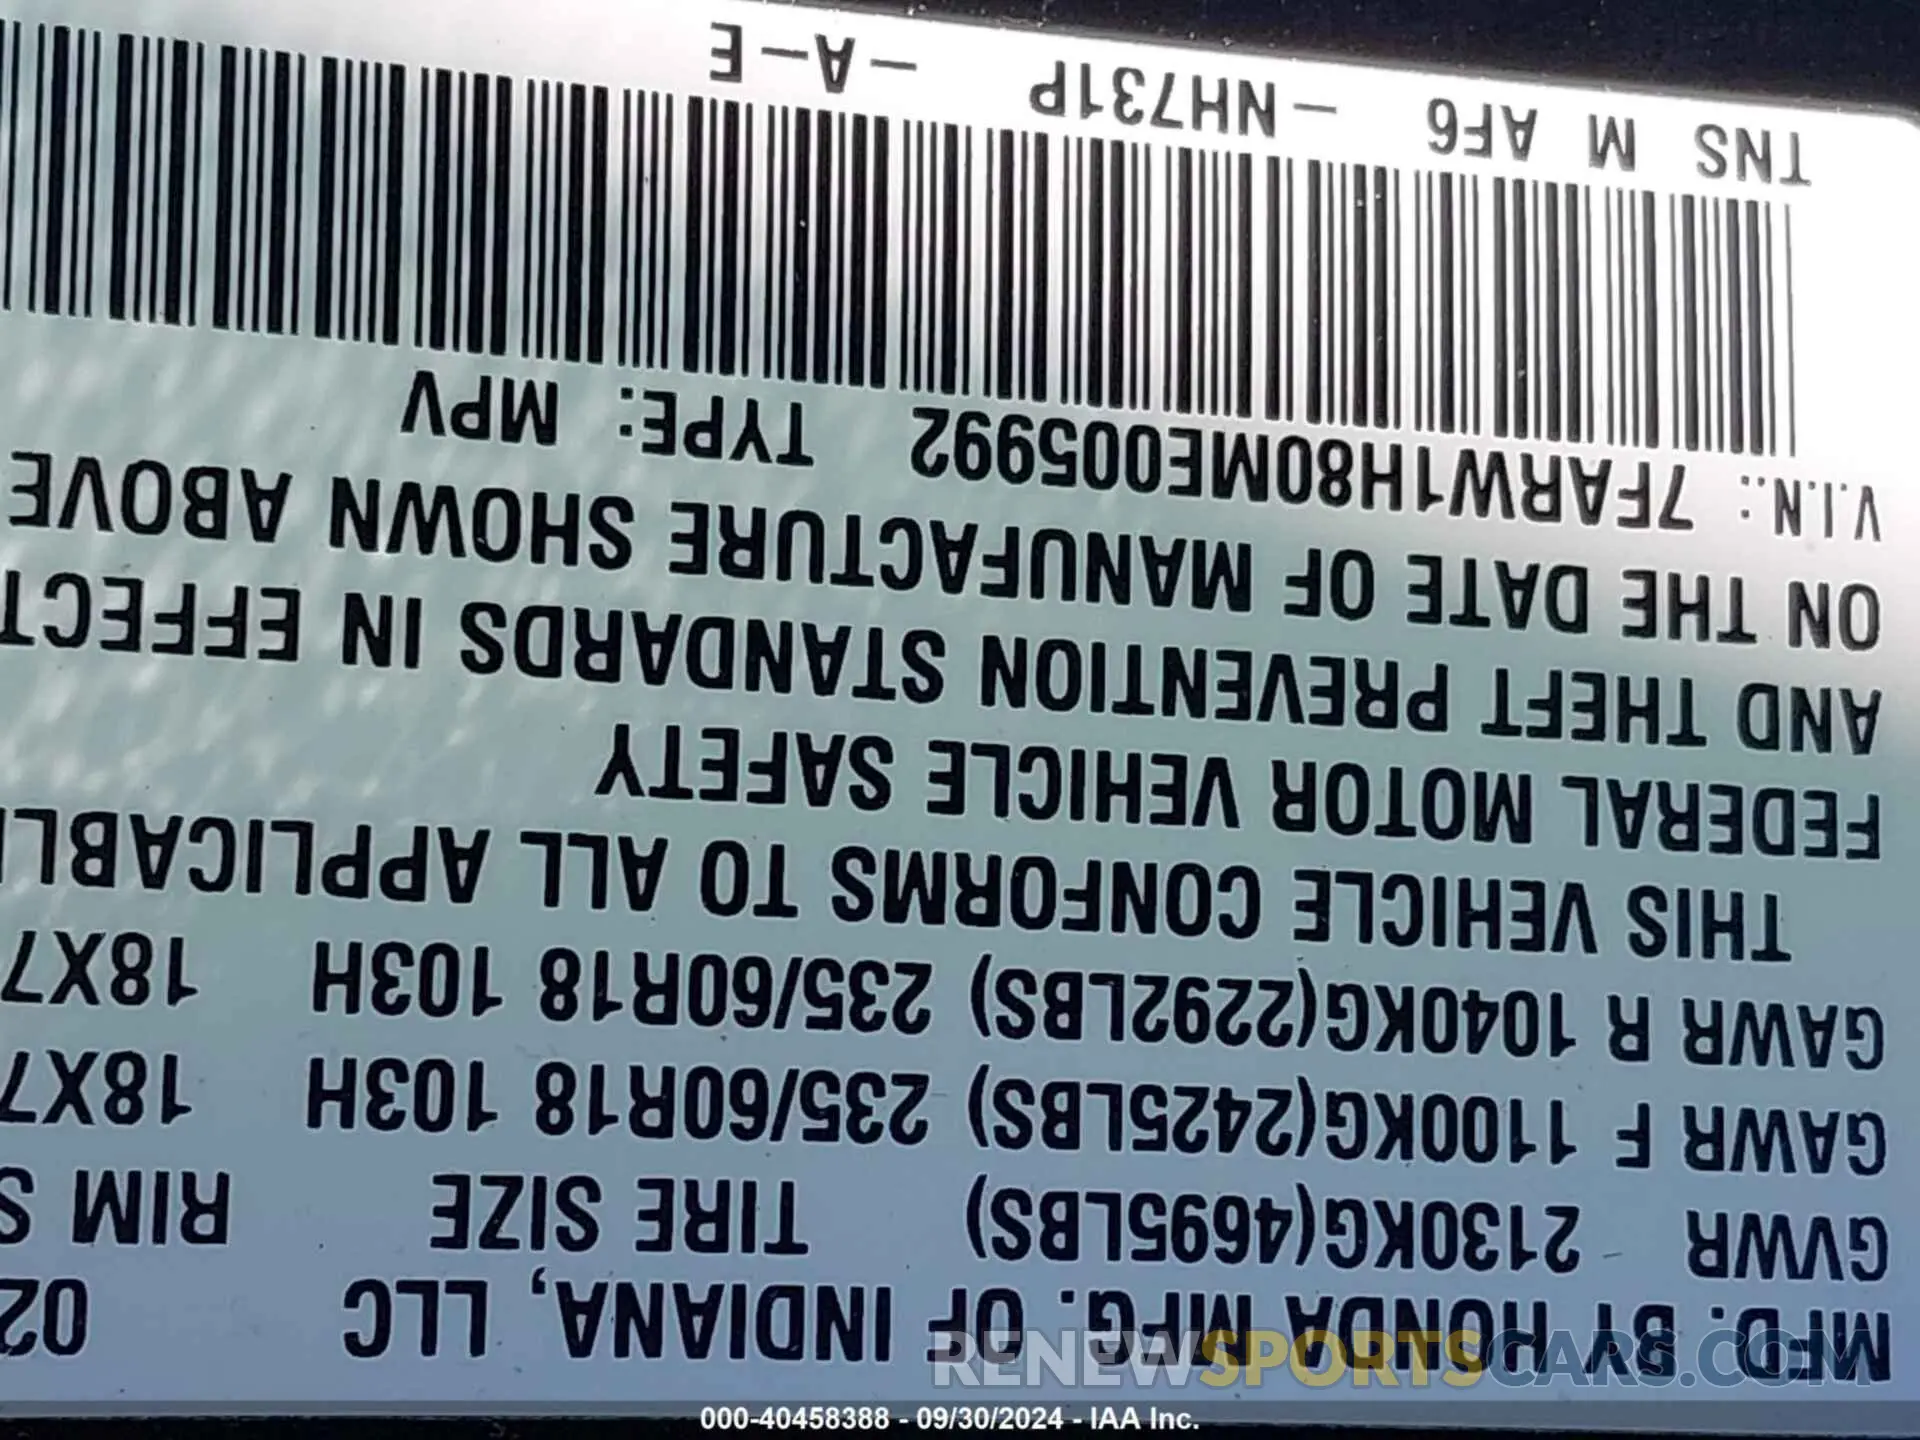 MFD. BY HONDA MFG. OF INDIANA, LLC 02
GVWR 2130KG(4695LBS) TIRE SIZE RIM S
GAWR F 1100KG(2425LBS) 235/60R18 103H 18X7
GAWR R 1040KG(2292LBS) 235/60R18 103H 18X7
THIS VEHICLE CONFORMS TO ALL APPLICABL
FEDERAL MOTOR VEHICLE SAFETY
AND THEFT PREVENTION STANDARDS IN EFFECT
ON THE DATE OF MANUFACTURE SHOWN ABOVE
V.I.N.: 7FARW1H80ME005992 TYPE: MPV
TNS M AF6 –NH731P –A–E
RENEWSPORTSCARS.COM
000-40458388 - 09/30/2024 - IAA Inc.